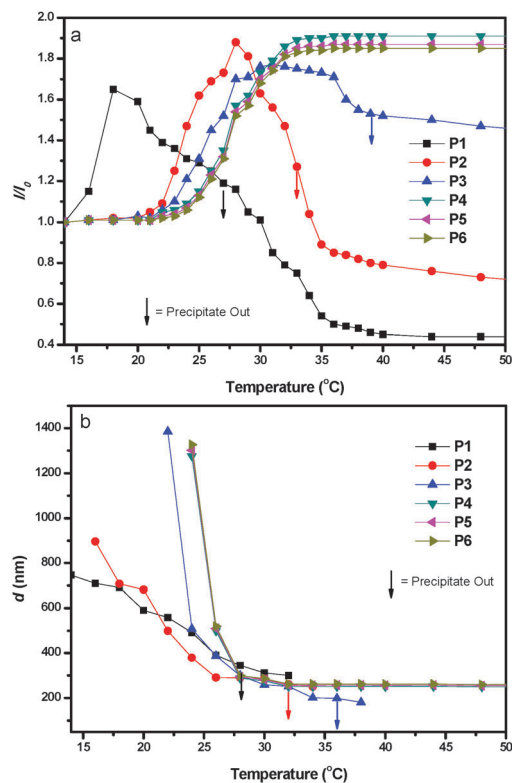 a
2.0
1.8
1.6
1.4
1.2
1.0
0.8
0.6
0.4
I/I0
P1
P2
P3
P4
P5
P6
= Precipitate Out
15 20 25 30 35 40 45 50
Temperature (°C)
b
1400
1200
1000
800
600
400
200
d (nm)
P1
P2
P3
P4
P5
P6
= Precipitate Out
15 20 25 30 35 40 45 50
Temperature (°C)